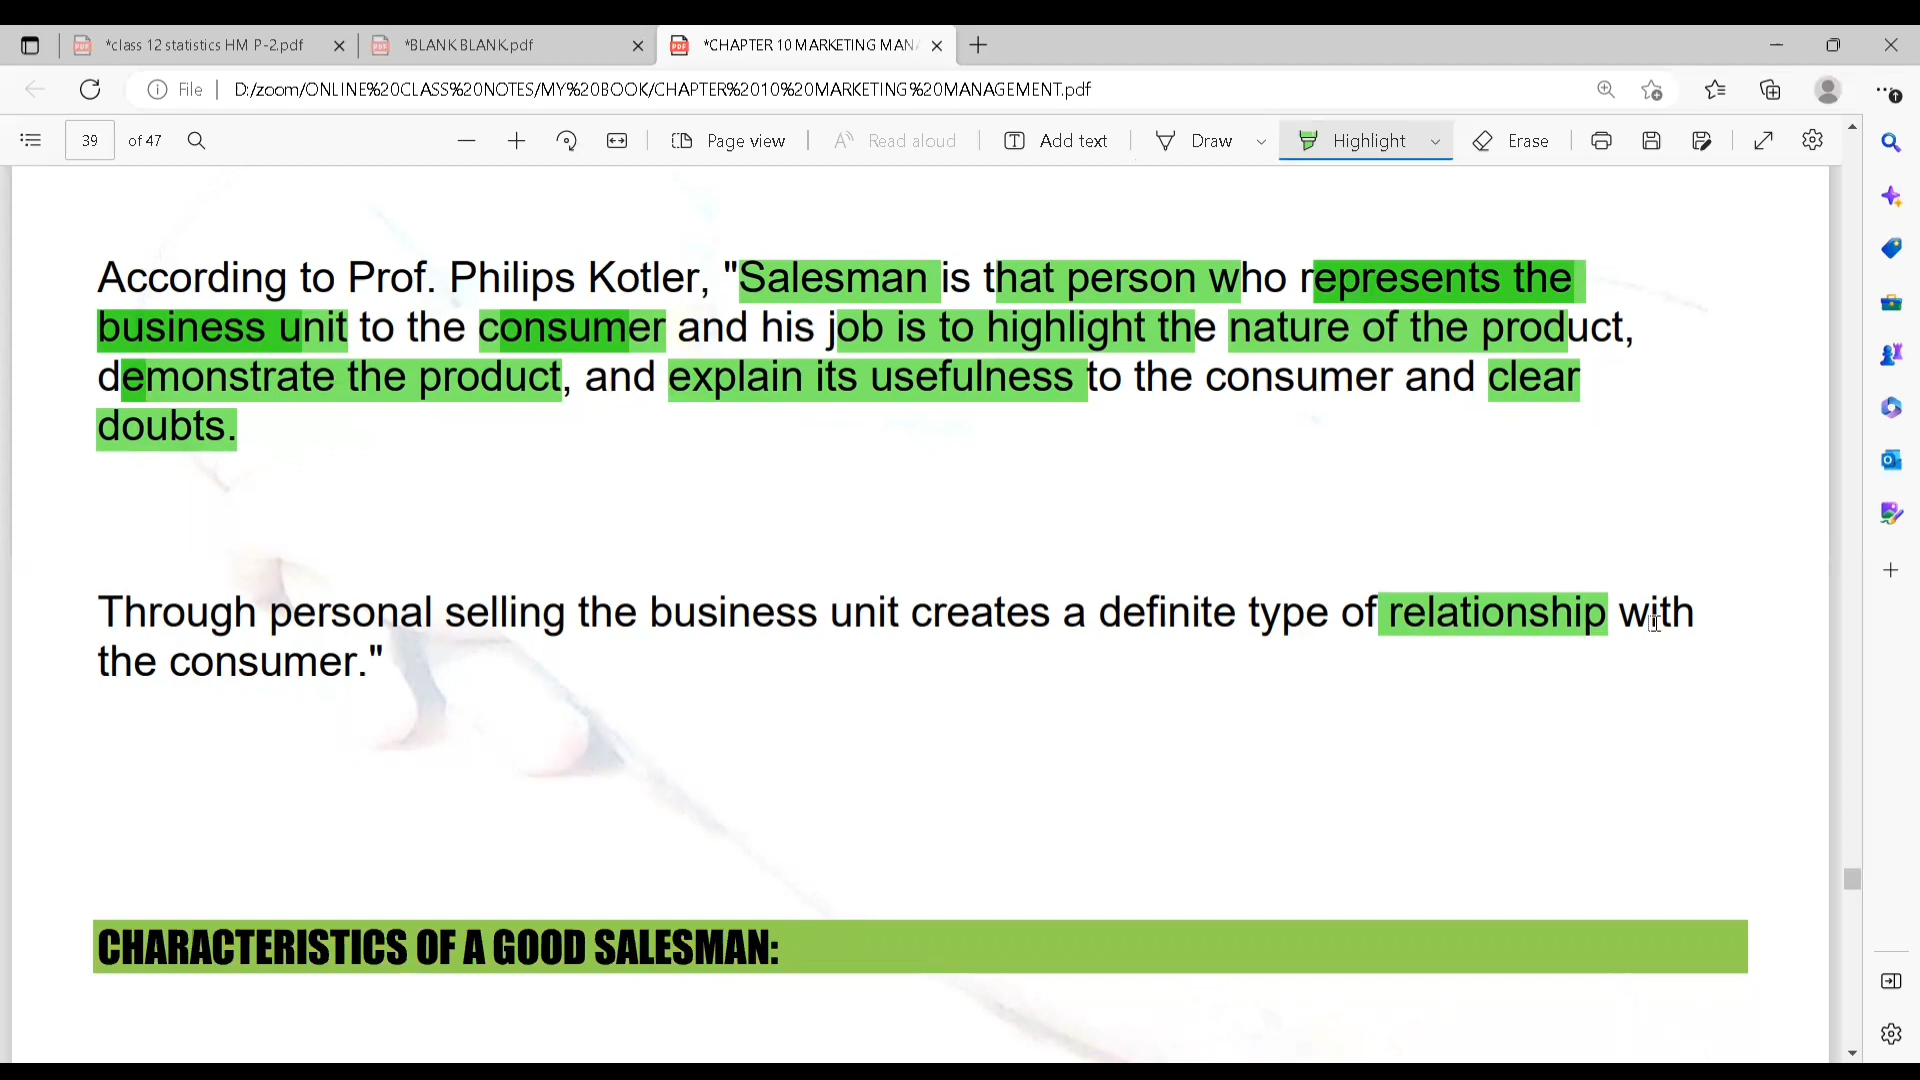 *class 12 statistics HM P-2.pdf
*BLANK BLANK.pdf
*CHAPTER 10 MARKETING MAN
File
D:/zoom/ONLINE%20CLASS%20NOTES/MY%20BOOK/CHAPTER%2010%20MARKETING%20MANAGEMENT.pdf
39 of 47
Page view
Read aloud
Add text
Draw
Highlight
Erase
According to Prof. Philips Kotler, "Salesman is that person who represents the
business unit to the consumer and his job is to highlight the nature of the product,
demonstrate the product, and explain its usefulness to the consumer and clear
doubts.
Through personal selling the business unit creates a definite type of relationship with
the consumer."
CHARACTERISTICS OF A GOOD SALESMAN: